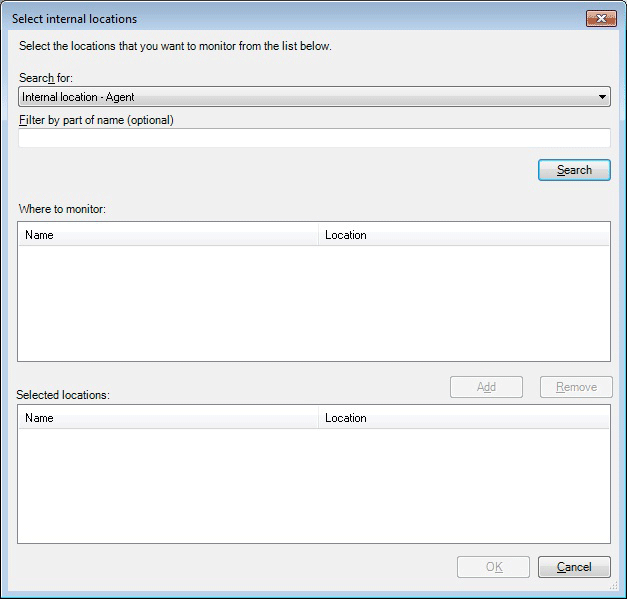 Select internal locations
Select the locations that you want to monitor from the list below.
Search for:
Internal location - Agent
Filter by part of name (optional)
Search
Where to monitor:
Name Location
Add Remove
Selected locations:
Name Location
OK Cancel